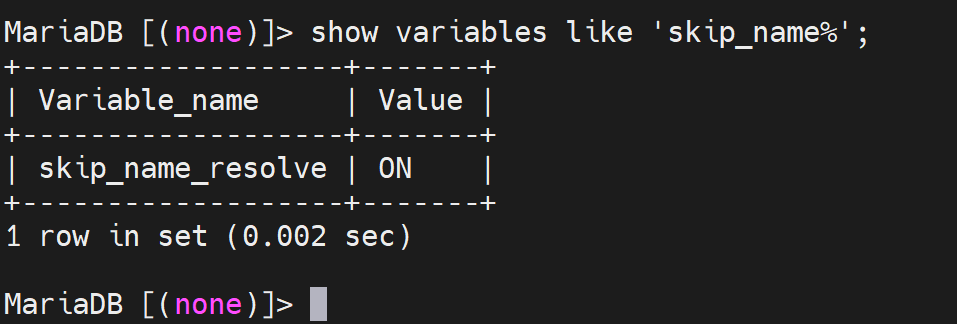 MariaDB [(none)]> show variables like 'skip_name%';
+-------------------+-------+
| Variable_name     | Value |
+-------------------+-------+
| skip_name_resolve | ON    |
+-------------------+-------+
1 row in set (0.002 sec)
MariaDB [(none)]>